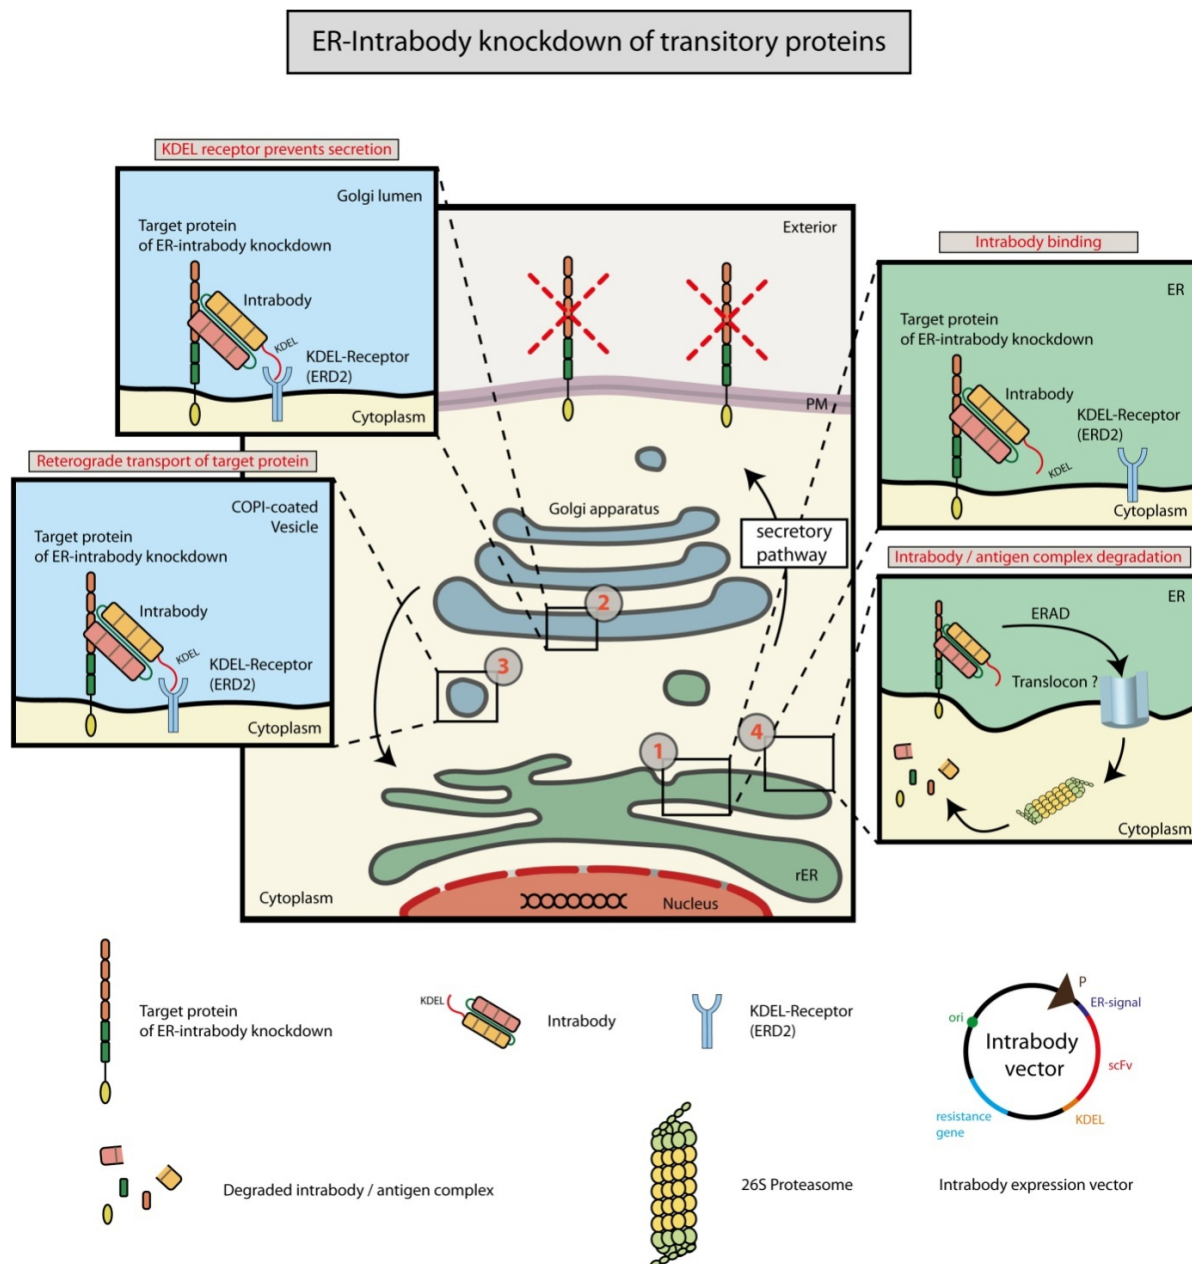 ER-Intrabody knockdown of transitory proteins
KDEL receptor prevents secretion
Golgi lumen
Target protein
of ER-intrabody knockdown
Intrabody
KDEL
KDEL-Receptor
(ERD2)
Cytoplasm
Reterograde transport of target protein
COPI-coated
Vesicle
Target protein
of ER-intrabody knockdown
Intrabody
KDEL
KDEL-Receptor
(ERD2)
Cytoplasm
Exterior
PM
Golgi apparatus
secretory
pathway
2
3
1
4
rER
Cytoplasm
Nucleus
Intrabody binding
ER
Target protein
of ER-intrabody knockdown
Intrabody
KDEL-Receptor
(ERD2)
KDEL
Cytoplasm
Intrabody / antigen complex degradation
ER
ERAD
Translocon ?
Cytoplasm
Target protein
of ER-intrabody knockdown
KDEL
Intrabody
KDEL-Receptor
(ERD2)
P
ER-signal
ori
Intrabody
vector
scFv
resistance
gene
KDEL
Degraded intrabody / antigen complex
26S Proteasome
Intrabody expression vector